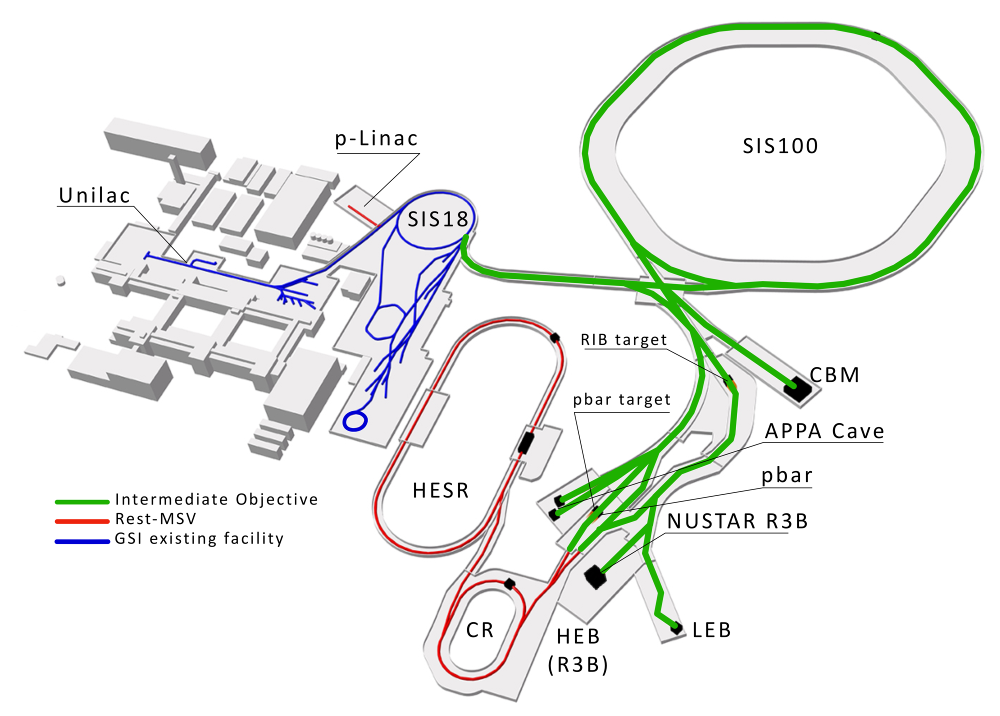 p-Linac
SIS100
Unilac
SIS18
RIB target
CBM
pbar target
APPA Cave
pbar
HESR
Intermediate Objective
Rest-MSV
GSI existing facility
NUSTAR R3B
CR
HEB
(R3B)
LEB